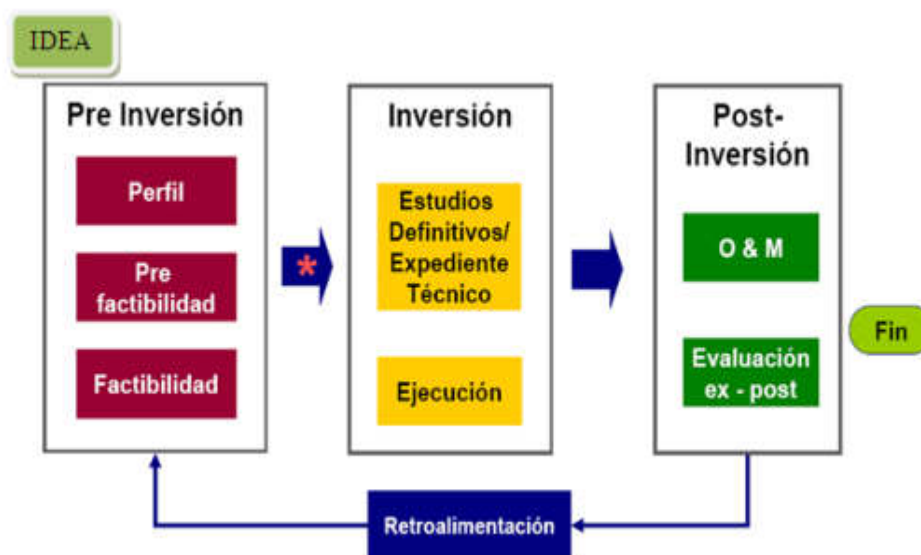 IDEA
Pre Inversión
Perfil
Pre
factibilidad
Factibilidad
*
Inversión
Estudios
Definitivos/
Expediente
Técnico
Ejecución
Post-
Inversión
O & M
Evaluación
ex - post
Fin
Retroalimentación